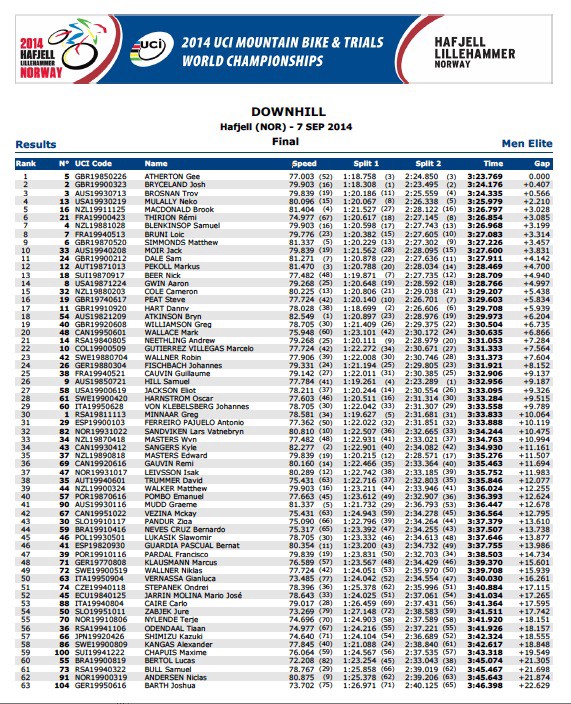 2014
HAFJELL
LILLEHAMMER
NORWAY
uci
2014 UCI MOUNTAIN BIKE & TRIALS
WORLD CHAMPIONSHIPS
HAFJELL
LILLEHAMMER
NORWAY
DOWNHILL
Hafjell (NOR) - 7 SEP 2014
Results Final Men Elite
Rank N° UCI Code Name Speed Split 1 Split 2 Time Gap
1 5 GBR19850226 ATHERTON Gee 77.003 (52) 1:18.758 (3) 2:24.850 (3) 3:23.769 0.000
2 2 GBR19900323 BRYCELAND Josh 79.903 (16) 1:18.308 (1) 2:23.495 (2) 3:24.176 +0.407
3 3 AUS19930713 BROSNAN Troy 79.839 (19) 1:20.186 (11) 2:25.559 (4) 3:24.335 +0.566
4 13 USA19930219 MULALLY Neko 80.096 (15) 1:20.067 (8) 2:26.338 (5) 3:25.979 +2.210
5 16 NZL19911125 MACDONALD Brook 81.404 (4) 1:21.527 (27) 2:28.122 (16) 3:26.797 +3.028
6 21 FRA19900423 THIRION Rémi 74.977 (67) 1:20.617 (18) 2:27.145 (8) 3:26.854 +3.085
7 4 NZL19881028 BLENKINSOP Samuel 79.903 (16) 1:20.598 (17) 2:27.743 (13) 3:26.968 +3.199
8 7 FRA19940513 BRUNI Loic 79.776 (23) 1:20.382 (15) 2:27.605 (10) 3:27.083 +3.314
9 6 GBR19870520 SIMMONDS Matthew 81.337 (5) 1:20.229 (13) 2:27.302 (9) 3:27.226 +3.457
10 33 AUS19940208 MOIR Jack 79.839 (19) 1:21.562 (28) 2:28.095 (15) 3:27.600 +3.831
11 24 GBR19900212 DALE Sam 81.271 (7) 1:20.878 (22) 2:27.636 (11) 3:27.911 +4.142
12 12 AUT19871013 PEKOLL Markus 81.470 (3) 1:20.788 (20) 2:28.034 (14) 3:28.469 +4.700
13 18 SUI19870917 BEER Nick 77.482 (48) 1:19.871 (7) 2:27.735 (12) 3:28.709 +4.940
14 8 USA19871224 GWIN Aaron 79.268 (25) 1:20.648 (19) 2:28.592 (18) 3:28.766 +4.997
15 32 NZL19880203 COLE Cameron 80.225 (13) 1:20.806 (21) 2:29.038 (21) 3:29.207 +5.438
16 19 GBR19740617 PEAT Steve 77.724 (42) 1:20.140 (10) 2:26.701 (7) 3:29.603 +5.834
17 11 GBR19910920 HART Danny 78.028 (38) 1:18.699 (2) 2:26.606 (6) 3:29.708 +5.939
18 54 AUS19821209 ATKINSON Bryn 82.549 (1) 1:20.897 (23) 2:28.976 (19) 3:29.973 +6.204
19 40 GBR19920608 WILLIAMSON Greg 78.705 (30) 1:21.409 (26) 2:29.375 (22) 3:30.504 +6.735
20 48 CAN19950601 WALLACE Mark 75.948 (60) 1:23.101 (42) 2:30.172 (24) 3:30.635 +6.866
21 14 RSA19840805 NEETHLING Andrew 79.268 (25) 1:20.111 (9) 2:28.979 (20) 3:31.053 +7.284
22 10 COL19900509 GUTIERREZ VILLEGAS Marcelo 77.724 (42) 1:22.272 (34) 2:30.671 (27) 3:31.333 +7.564
23 42 SWE19880704 WALLNER Robin 77.906 (39) 1:22.008 (30) 2:30.746 (28) 3:31.373 +7.604
24 26 GER19880304 FISCHBACH Johannes 79.331 (24) 1:21.194 (25) 2:29.805 (23) 3:31.921 +8.152
25 38 FRA19940521 CAUVIN Guillaume 79.142 (27) 1:22.011 (31) 2:30.385 (25) 3:32.906 +9.137
26 9 AUS19850721 HILL Samuel 77.784 (41) 1:19.261 (4) 2:23.289 (1) 3:32.956 +9.187
27 58 USA19900619 JACKSON Eliot 78.211 (37) 1:20.244 (14) 2:30.554 (26) 3:33.095 +9.326
28 61 SWE19900420 HARNSTROM Oscar 77.603 (46) 1:20.511 (16) 2:31.314 (30) 3:33.284 +9.515
29 60 ITA19950628 VON KLEBELSBERG Johannes 78.705 (30) 1:22.042 (33) 2:31.307 (29) 3:33.558 +9.789
30 1 RSA19811113 MINNAAR Greg 78.581 (34) 1:19.627 (5) 2:31.681 (31) 3:33.833 +10.064
31 29 ESP19900103 FERREIRO PAJUELO Antonio 77.362 (50) 1:22.022 (32) 2:31.851 (32) 3:33.888 +10.119
32 82 NOR19931022 SANDVIKEN Lars Vatnebryn 80.810 (10) 1:22.507 (36) 2:32.665 (33) 3:34.244 +10.475
33 34 NZL19870418 MASTERS Wyn 77.482 (48) 1:22.931 (41) 2:33.021 (37) 3:34.763 +10.994
34 43 CAN19930412 SANGERS Kyle 82.277 (2) 1:22.901 (40) 2:34.082 (42) 3:34.930 +11.161
35 37 NZL19890818 MASTERS Edward 79.839 (19) 1:20.215 (12) 2:28.571 (17) 3:35.276 +11.507
36 69 CAN19920616 GAUVIN Remi 80.160 (14) 1:22.466 (35) 2:33.364 (40) 3:35.463 +11.694
37 47 NOR19931017 LEIVSSON Isak 80.289 (12) 1:22.742 (38) 2:33.185 (39) 3:35.752 +11.983
38 35 AUT19940601 TRUMMER David 75.431 (63) 1:22.716 (37) 2:32.803 (35) 3:35.846 +12.077
39 44 NZL19900324 WALKER Matthew 79.903 (16) 1:23.211 (44) 2:33.946 (41) 3:36.024 +12.255
40 57 POR19870616 POMBO Emanuel 77.663 (45) 1:23.612 (49) 2:32.907 (36) 3:36.393 +12.624
41 90 AUS19930116 MUDD Graeme 81.337 (5) 1:21.732 (29) 2:36.793 (53) 3:36.447 +12.678
42 67 CAN19951022 VEZINA Mckay 75.431 (63) 1:24.943 (59) 2:34.278 (45) 3:36.564 +12.795
43 30 SLO19910117 PANDUR Ziga 75.090 (66) 1:22.796 (39) 2:34.264 (44) 3:37.379 +13.610
44 59 BRA19910416 NEVES CRUZ Bernardo 75.317 (65) 1:23.392 (47) 2:34.255 (43) 3:37.507 +13.738
45 46 POL19930501 LUKASIK Slawomir 78.705 (30) 1:23.332 (46) 2:34.613 (48) 3:37.646 +13.877
46 41 ESP19820930 GUARDIA PASCUAL Bernat 80.354 (11) 1:23.200 (43) 2:34.732 (49) 3:37.755 +13.986
47 39 POR19910116 PARDAL Francisco 79.839 (19) 1:23.831 (50) 2:32.703 (34) 3:38.503 +14.734
48 71 GER19770808 KLAUSMANN Marcus 76.589 (57) 1:23.567 (48) 2:34.429 (46) 3:39.370 +15.601
49 72 SWE19900519 WALLNER Niklas 77.724 (42) 1:24.051 (53) 2:35.970 (50) 3:39.708 +15.939
50 63 ITA19950904 VERNASSA Gianluca 73.485 (77) 1:24.042 (52) 2:34.554 (47) 3:40.030 +16.261
51 74 CZE19940118 STEPANEK Ondrei 78.396 (36) 1:25.378 (62) 2:35.996 (51) 3:40.884 +17.115
52 45 ECU19840125 JARRIN MOLINA Mario José 78.643 (33) 1:24.025 (51) 2:37.061 (54) 3:41.034 +17.265
53 88 ITA19940804 CAIRE Carlo 79.017 (28) 1:26.459 (69) 2:37.431 (56) 3:41.364 +17.595
54 50 SLO19951011 ZABJEK Jure 73.269 (79) 1:27.148 (72) 2:38.583 (59) 3:41.511 +17.742
55 70 NOR19910806 NYLENDE Terje 74.696 (70) 1:24.903 (58) 2:37.589 (58) 3:41.920 +18.151
56 36 RSA19941106 ODENDAAL Tiaan 74.977 (67) 1:24.216 (55) 2:37.221 (55) 3:41.926 +18.157
57 66 JPN19920426 SHIMIZU Kazuki 74.640 (71) 1:24.104 (54) 2:36.689 (52) 3:42.324 +18.555
58 86 SWE19900809 KANGAS Alexander 77.845 (40) 1:21.088 (24) 2:38.840 (61) 3:42.617 +18.848
59 100 SUI19941222 CHAPUIS Maxime 76.064 (59) 1:24.362 (56) 2:37.535 (57) 3:43.318 +19.549
60 55 BRA19900819 BERTOL Lucas 72.208 (82) 1:23.254 (45) 2:33.043 (38) 3:45.074 +21.305
61 73 RSA19940322 BULL Samuel 78.767 (29) 1:25.858 (66) 2:39.019 (62) 3:45.467 +21.698
62 91 NOR19900319 ANDERSEN Niclas 80.875 (9) 1:25.378 (62) 2:39.206 (63) 3:45.643 +21.874
63 104 GER19950616 BARTH Joshua 73.702 (75) 1:26.971 (71) 2:40.125 (65) 3:46.398 +22.629